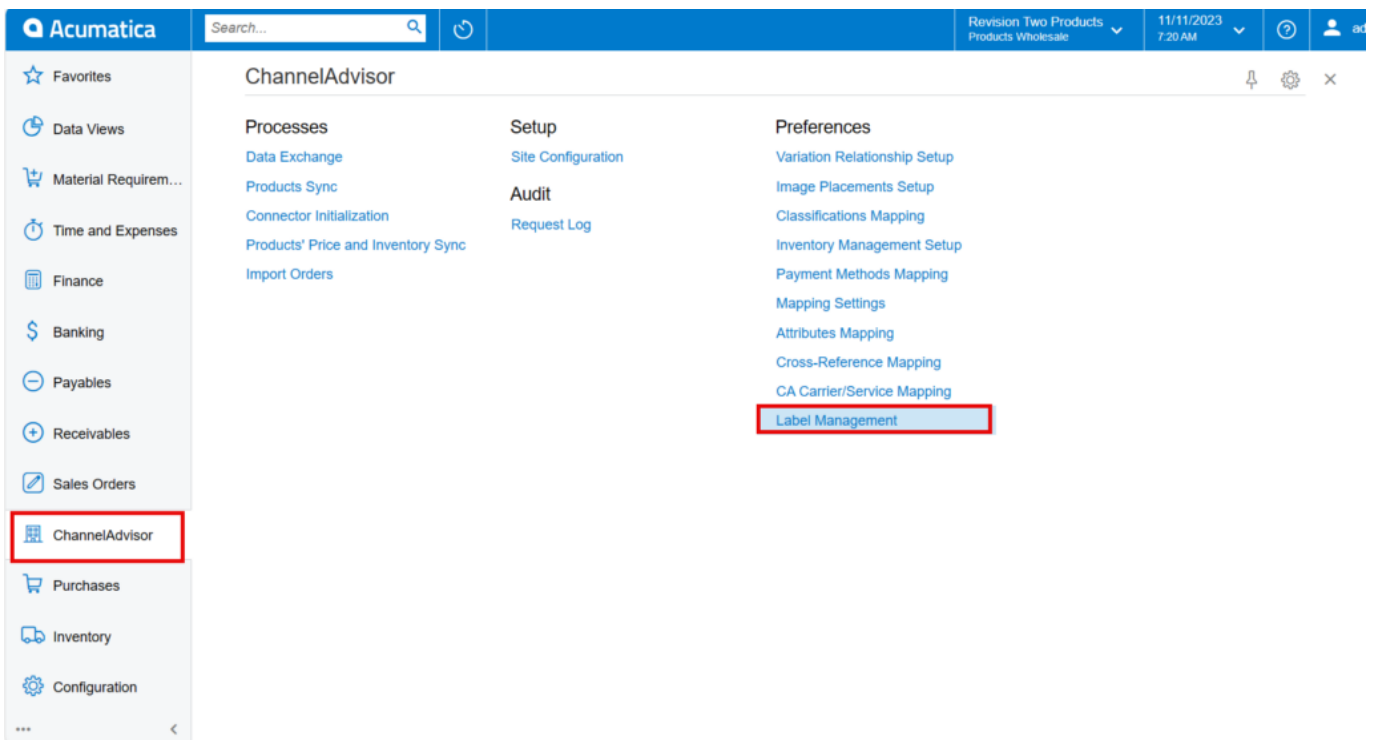 Acumatica
Search...
Revision Two Products
Products Wholesale
11/11/2023
7:20 AM
ad
Favorites
Data Views
Material Requirem...
Time and Expenses
Finance
Banking
Payables
Receivables
Sales Orders
ChannelAdvisor
Purchases
Inventory
Configuration
ChannelAdvisor
Processes
Data Exchange
Products Sync
Connector Initialization
Products' Price and Inventory Sync
Import Orders
Setup
Site Configuration
Audit
Request Log
Preferences
Variation Relationship Setup
Image Placements Setup
Classifications Mapping
Inventory Management Setup
Payment Methods Mapping
Mapping Settings
Attributes Mapping
Cross-Reference Mapping
CA Carrier/Service Mapping
Label Management